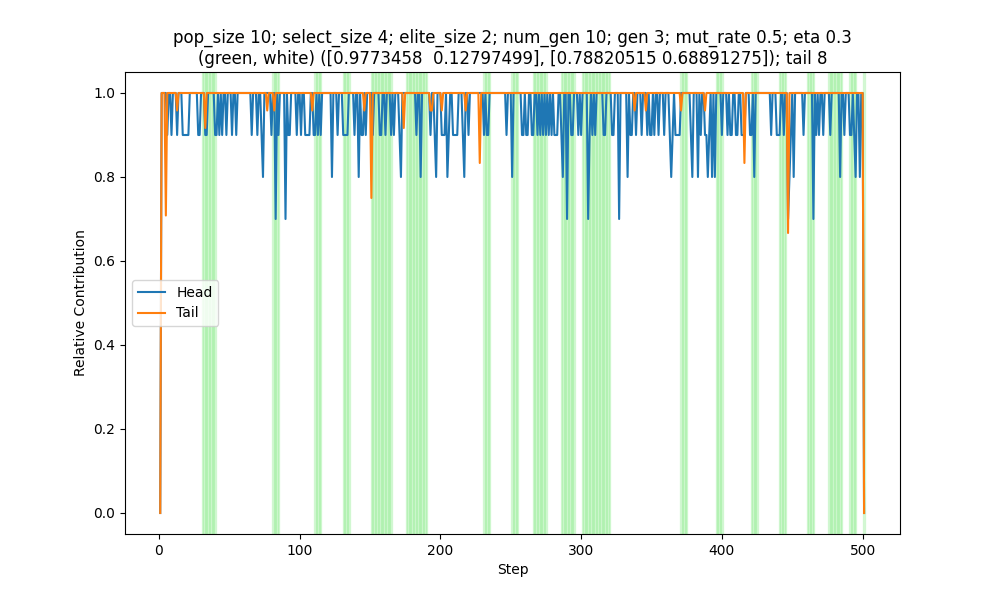 pop_size 10; select_size 4; elite_size 2; num_gen 10; gen 3; mut_rate 0.5; eta 0.3
(green, white) ([0.9773458  0.12797499], [0.78820515 0.68891275]); tail 8
1.0
0.8
0.6
0.4
0.2
0.0
Relative Contribution
Head
Tail
0
100
200
300
400
500
Step